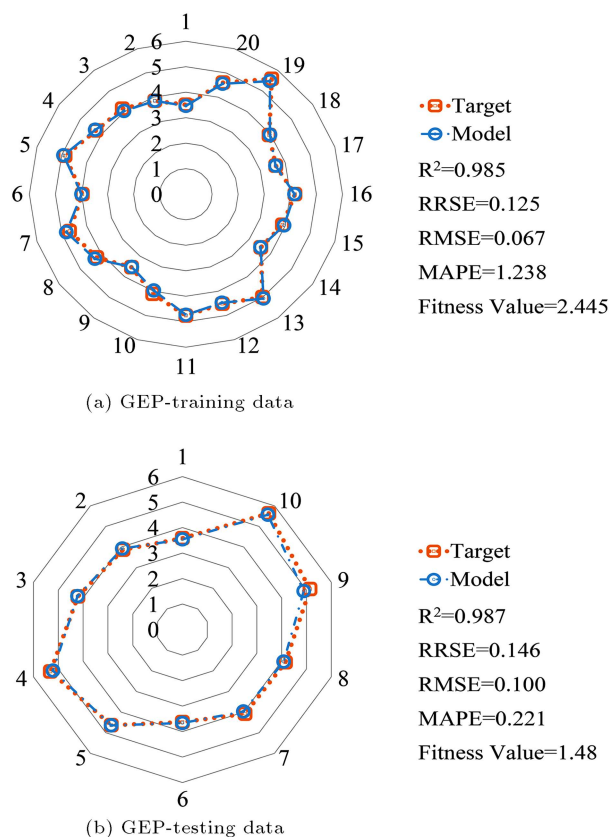 1
2
6
20
3
5
19
4
4
18
3
5
2
17
1
6
0
16
7
15
8
14
9
13
10
12
11
Target
Model
R²=0.985
RRSE=0.125
RMSE=0.067
MAPE=1.238
Fitness Value=2.445
(a) GEP-training data
1
2
6
10
5
4
3
3
9
2
1
0
4
8
5
7
6
Target
Model
R²=0.987
RRSE=0.146
RMSE=0.100
MAPE=0.221
Fitness Value=1.48
(b) GEP-testing data